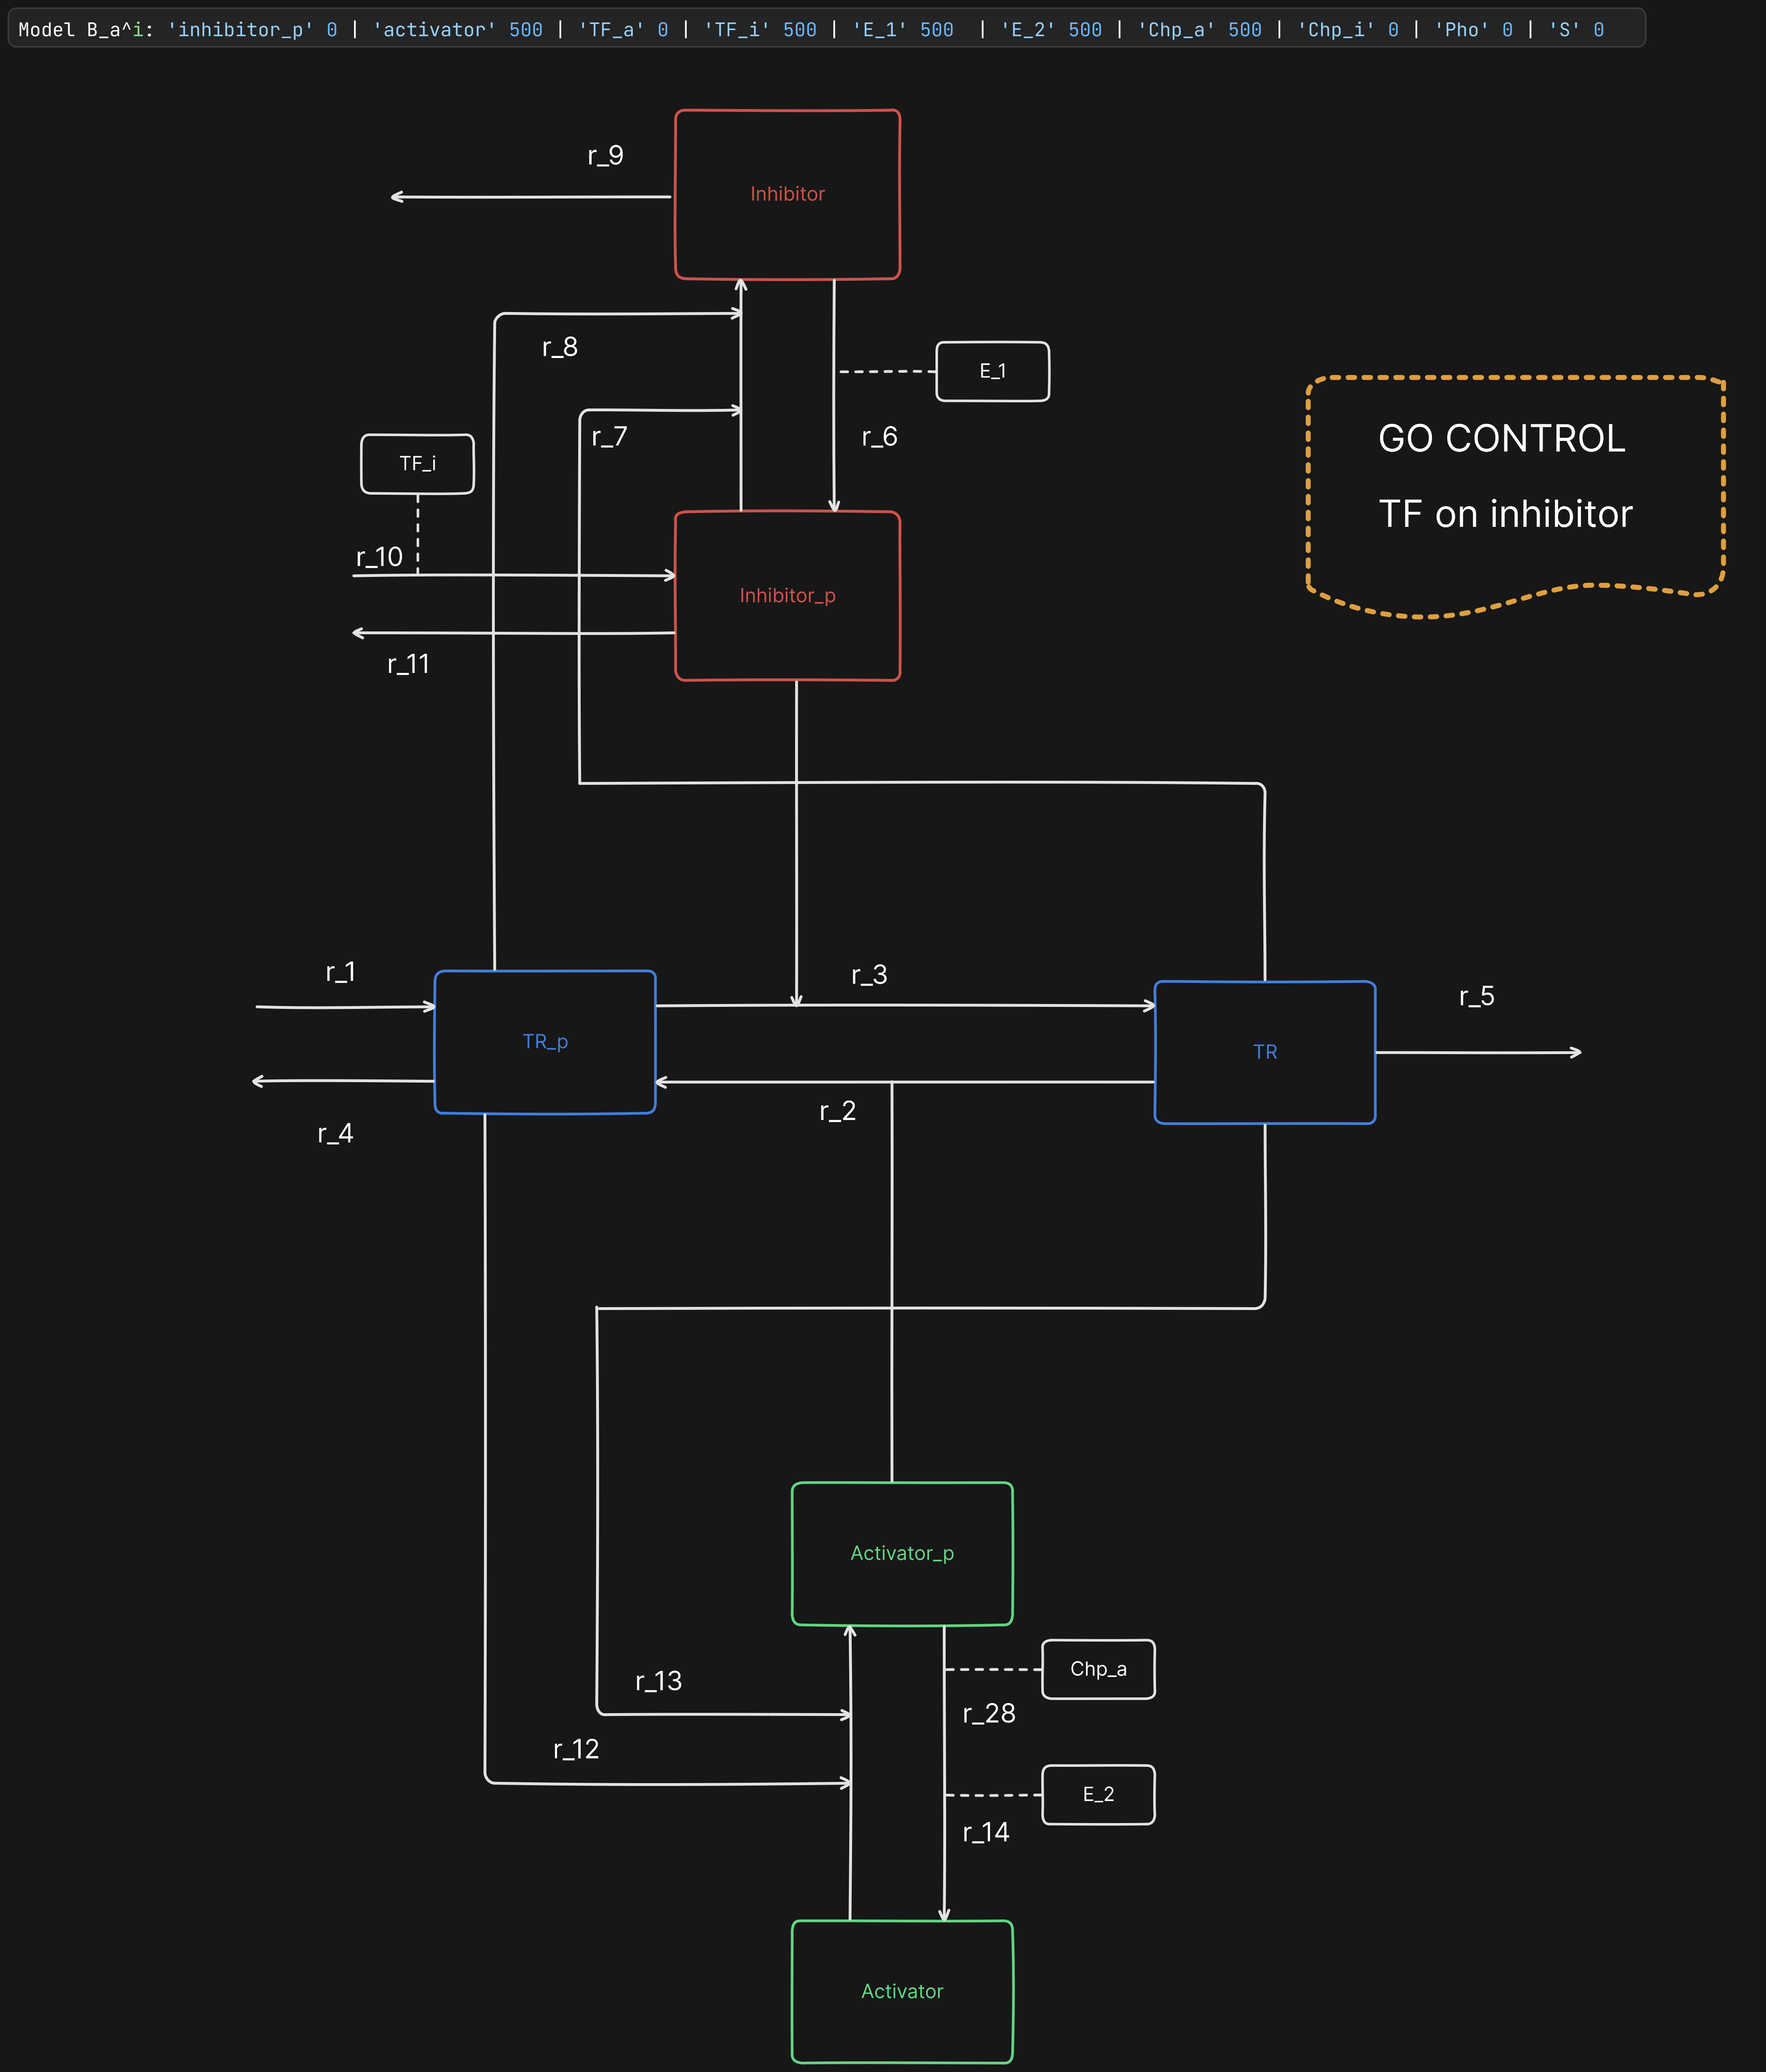 Model B_a^i: 'inhibitor_p' 0 | 'activator' 500 | 'TF_a' 0 | 'TF_i' 500 | 'E_1' 500 | 'E_2' 500 | 'Chp_a' 500 | 'Chp_i' 0 | 'Pho' 0 | 'S' 0
r_9
Inhibitor
r_8
E_1
r_7
r_6
GO CONTROL
TF_i
TF on inhibitor
r_10
Inhibitor_p
r_11
r_1
r_3
r_5
TR_p
TR
r_4
r_2
Activator_p
Chp_a
r_13
r_28
r_12
E_2
r_14
Activator